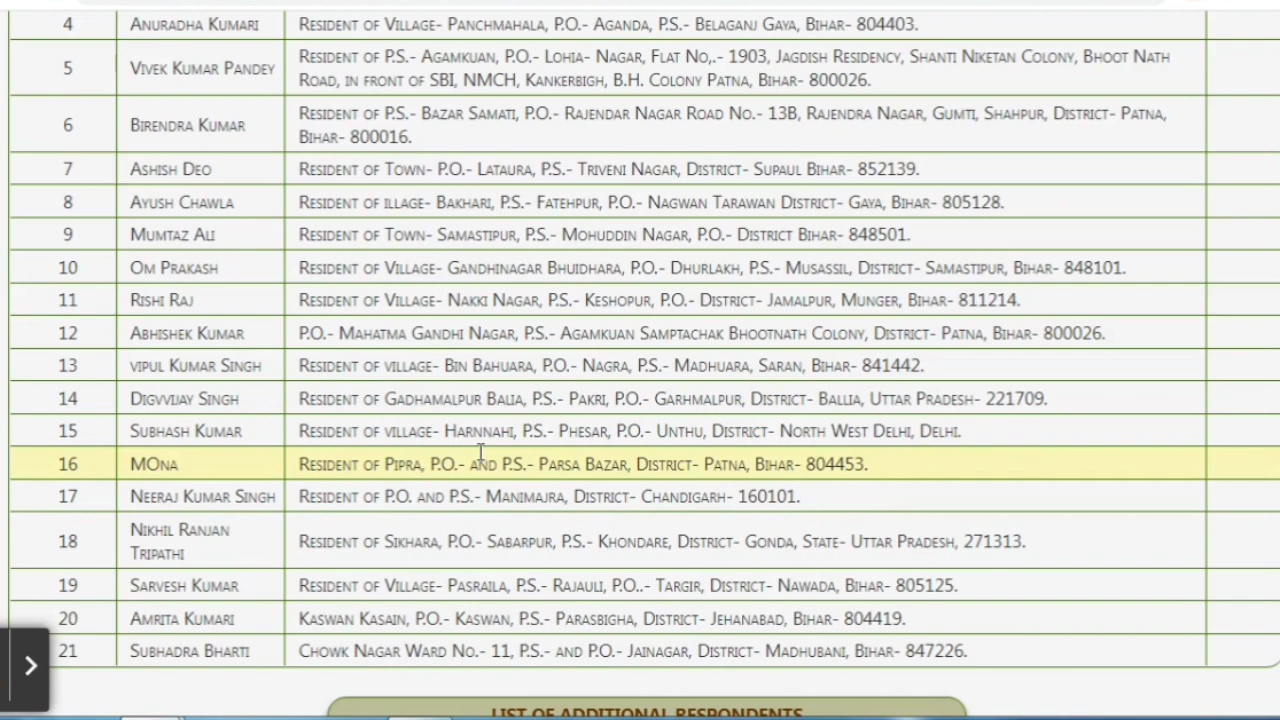 4 Anuradha Kumari Resident of Village- Panchmahala, P.O.- Aganda, P.S.- Belaganj Gaya, Bihar- 804403.
5 Vivek Kumar Pandey Resident of P.S.- Agamkuan, P.O.- Lohia- Nagar, Flat No,.- 1903, Jagdish Residency, Shanti Niketan Colony, Bhoot Nath
Road, in front of SBI, NMCH, Kankerbigh, B.H. Colony Patna, Bihar- 800026.
6 Birendra Kumar Resident of P.S.- Bazar Samati, P.O.- Rajendar Nagar Road No.- 13B, Rajendra Nagar, Gumti, Shahpur, District- Patna,
Bihar- 800016.
7 Ashish Deo Resident of Town- P.O.- Lataura, P.S.- Triveni Nagar, District- Supaul Bihar- 852139.
8 Ayush Chawla Resident of illage- Bakhari, P.S.- Fatehpur, P.O.- Nagwan Tarawan District- Gaya, Bihar- 805128.
9 Mumtaz Ali Resident of Town- Samastipur, P.S.- Mohuddin Nagar, P.O.- District Bihar- 848501.
10 Om Prakash Resident of Village- Gandhinagar Bhuidhara, P.O.- Dhurlakh, P.S.- Musassil, District- Samastipur, Bihar- 848101.
11 Rishi Raj Resident of Village- Nakki Nagar, P.S.- Keshopur, P.O.- District- Jamalpur, Munger, Bihar- 811214.
12 Abhishek Kumar P.O.- Mahatma Gandhi Nagar, P.S.- Agamkuan Samptachak Bhootnath Colony, District- Patna, Bihar- 800026.
13 vipul Kumar Singh Resident of village- Bin Bahuara, P.O.- Nagra, P.S.- Madhuara, Saran, Bihar- 841442.
14 Digvvijay Singh Resident of Gadhamalpur Balia, P.S.- Pakri, P.O.- Garhmalpur, District- Ballia, Uttar Pradesh- 221709.
15 Subhash Kumar Resident of village- Harnnahi, P.S.- Phesar, P.O.- Unthu, District- North West Delhi, Delhi.
16 MOna Resident of Pipra, P.O.- and P.S.- Parsa Bazar, District- Patna, Bihar- 804453.
17 Neeraj Kumar Singh Resident of P.O. and P.S.- Manimajra, District- Chandigarh- 160101.
18 Nikhil Ranjan
Tripathi Resident of Sikhara, P.O.- Sabarpur, P.S.- Khondare, District- Gonda, State- Uttar Pradesh, 271313.
19 Sarvesh Kumar Resident of Village- Pasraila, P.S.- Rajauli, P.O..- Targir, District- Nawada, Bihar- 805125.
20 Amrita Kumari Kaswan Kasain, P.O.- Kaswan, P.S.- Parasbigha, District- Jehanabad, Bihar- 804419.
21 Subhadra Bharti Chowk Nagar Ward No.- 11, P.S.- and P.O.- Jainagar, District- Madhubani, Bihar- 847226.
LIST OF ADDITIONAL RESPONDENTS